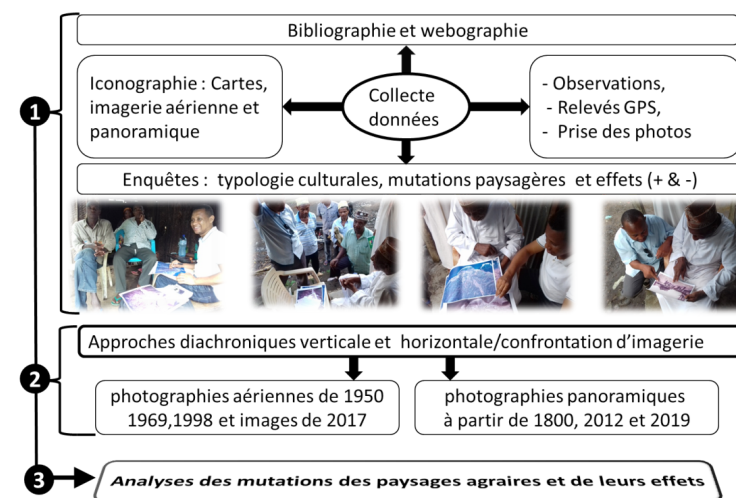 Bibliographie et webographie
Iconographie : Cartes,
imagerie aérienne et
panoramique
Collecte
données
- Observations,
- Relevés GPS,
- Prise des photos
1
Enquêtes : typologie culturales, mutations paysagères et effets (+ & -)
Approches diachroniques verticale et horizontale/confrontation d'imagerie
2
photographies aériennes de 1950
1969,1998 et images de 2017
photographies panoramiques
à partir de 1800, 2012 et 2019
3
Analyses des mutations des paysages agraires et de leurs effets